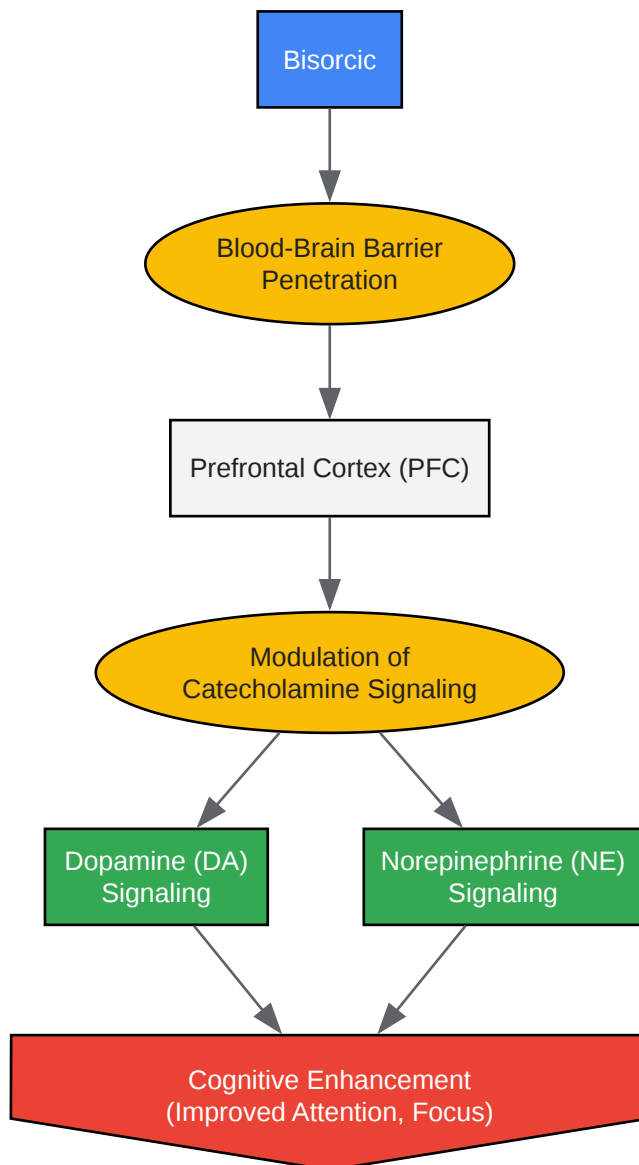 Bisorcic
Blood-Brain Barrier
Penetration
Prefrontal Cortex (PFC)
Modulation of
Catecholamine Signaling
Dopamine (DA)
Signaling
Norepinephrine (NE)
Signaling
Cognitive Enhancement
(Improved Attention, Focus)